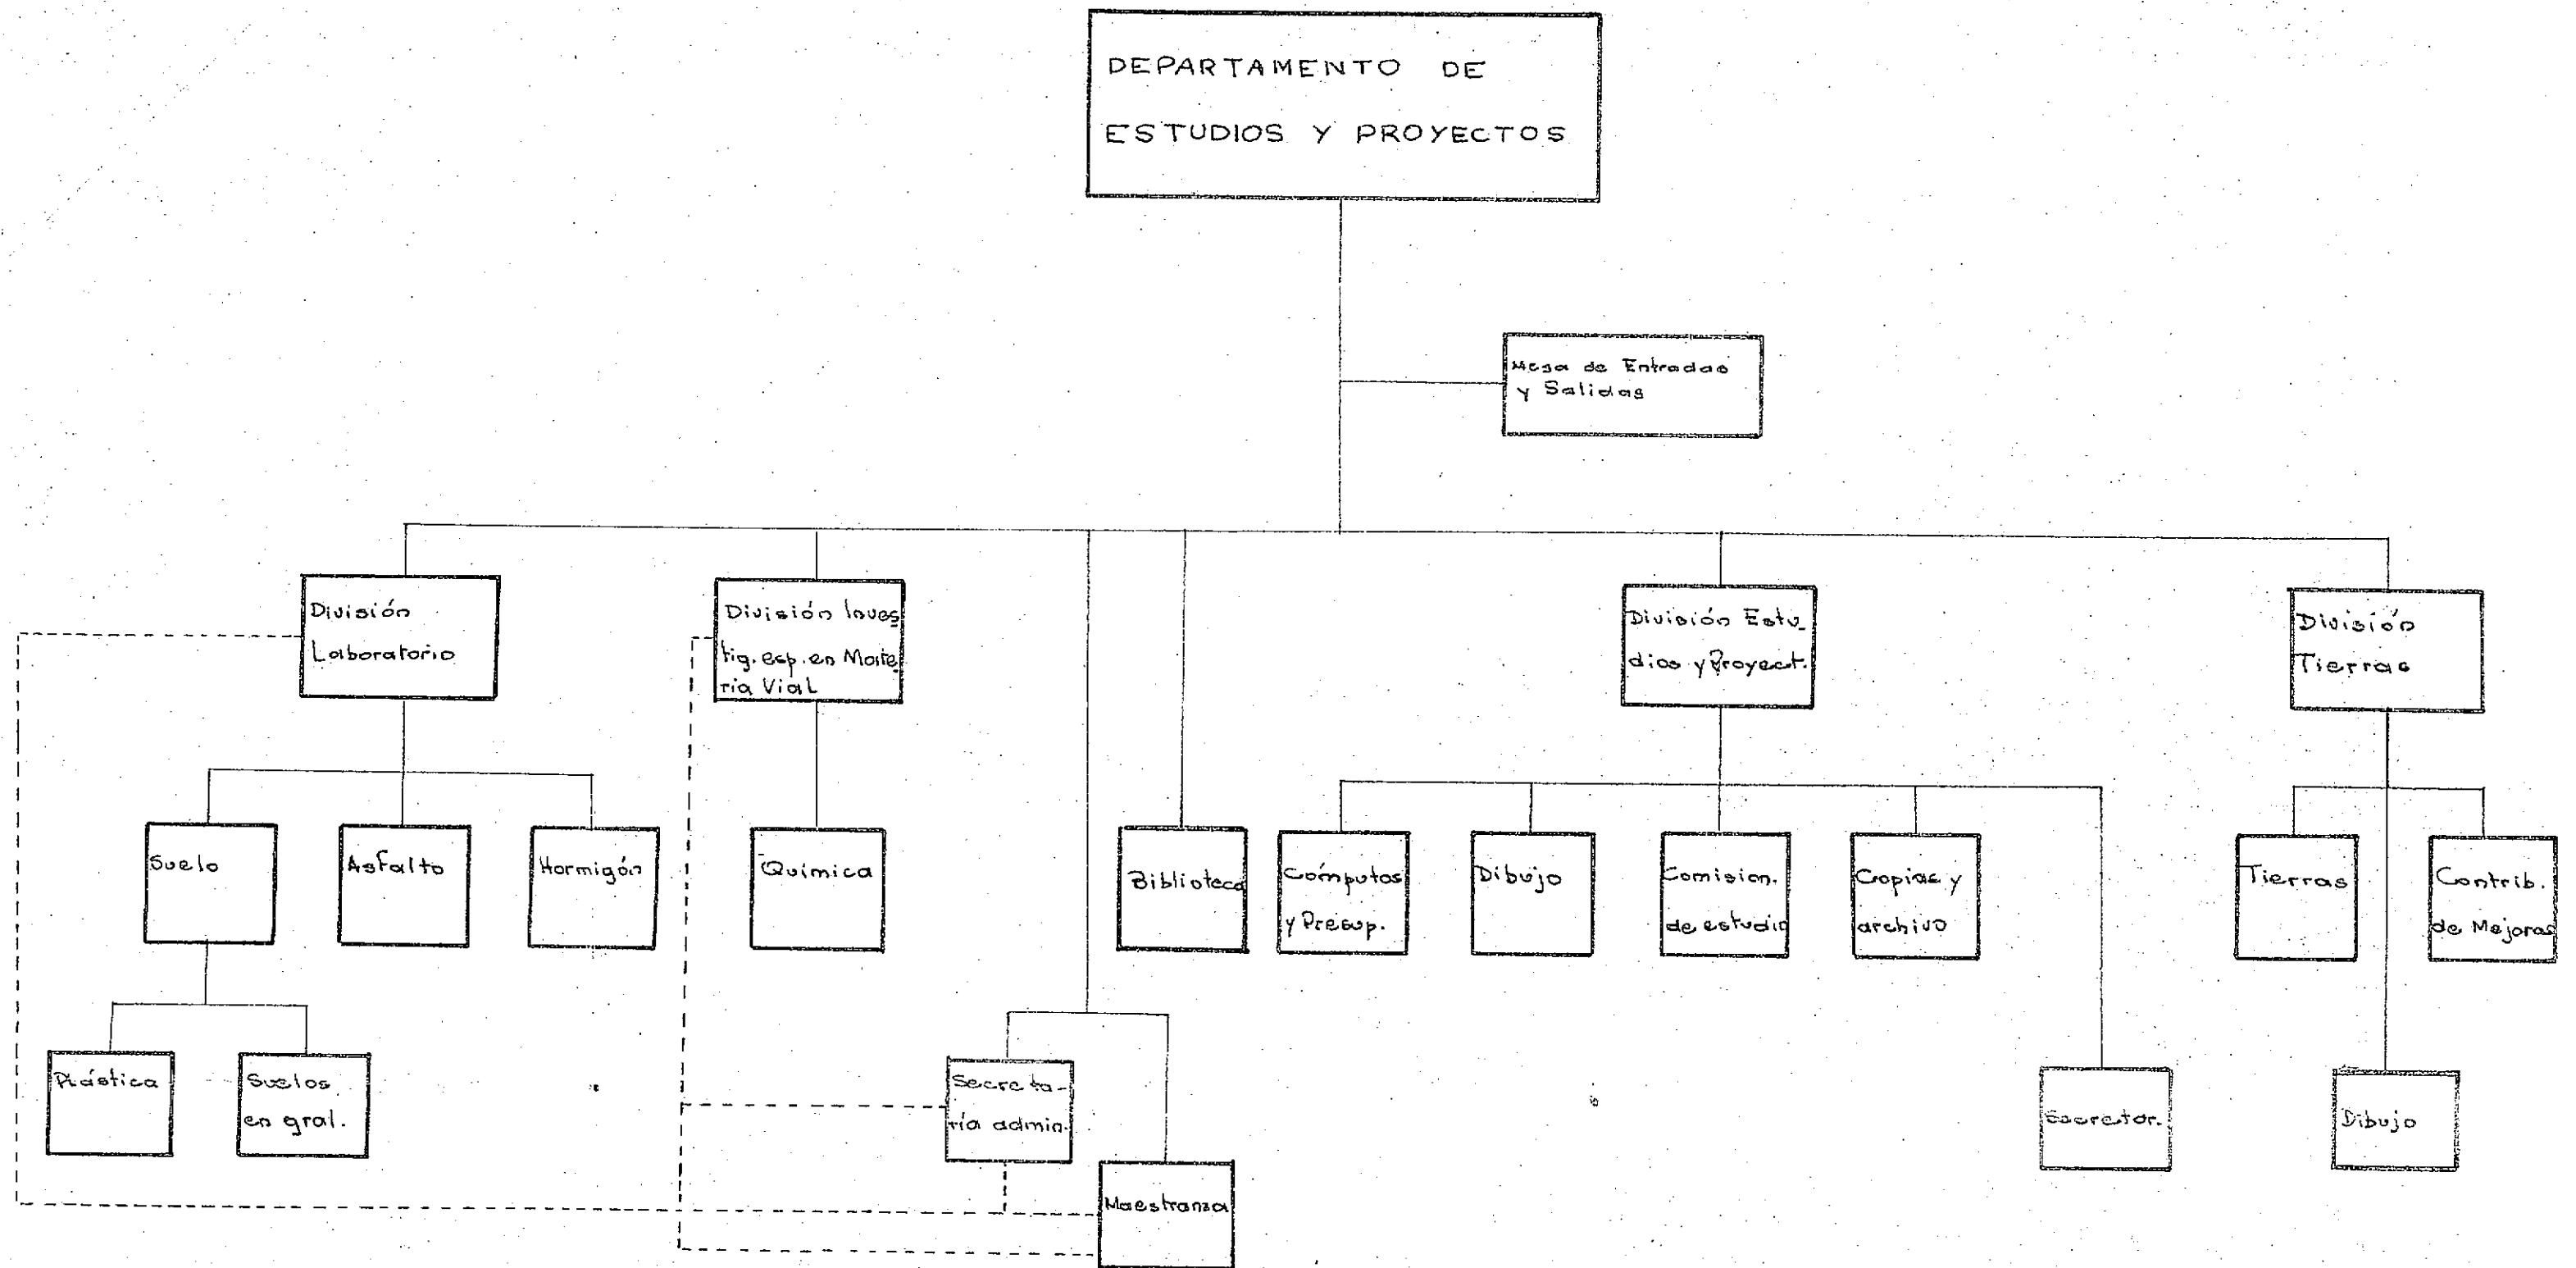 DEPARTAMENTO DE
ESTUDIOS Y PROYECTOS
Mesa de Entradas
y Salidas
División
Laboratorio
División Inves
tig. esp. en Mate
ria Vial
División Estu_
dios y Proyect.
División
Tierras
Suelo
Asfalto
Hormigón
Química
Biblioteca
Cómputos
y Presup.
Dibujo
Comision.
de estudio
Copias y
archivo
Tierras
Contrib.
de Mejoras
Plástica
Suelos
en gral.
Secreta-
ría admin.
Maestranza
Secretar.
Dibujo